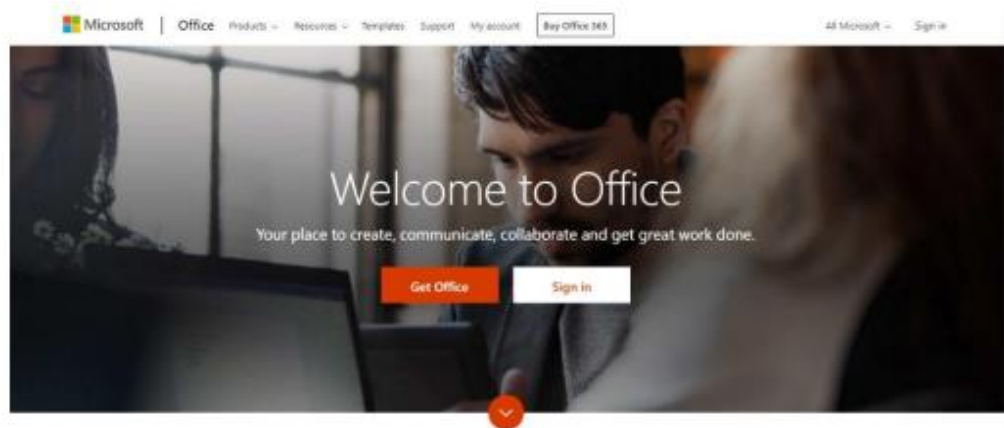 Microsoft | Office Products Resources Templates Support My account Buy Office 365 All Microsoft Sign in
Welcome to Office
Your place to create, communicate, collaborate and get great work done.
Get Office Sign in